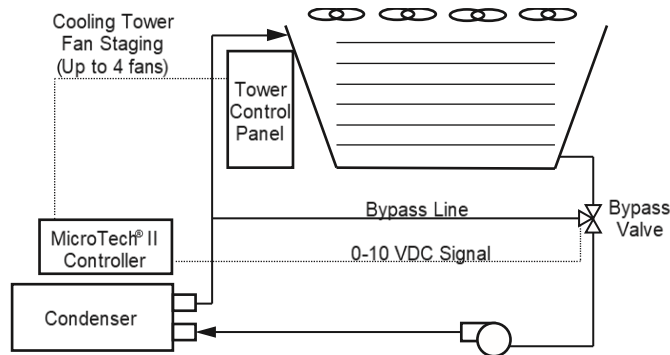 Cooling Tower
Fan Staging
(Up to 4 fans)
Tower
Control
Panel
Bypass Line
Bypass
Valve
MicroTech® II
Controller
0-10 VDC Signal
Condenser